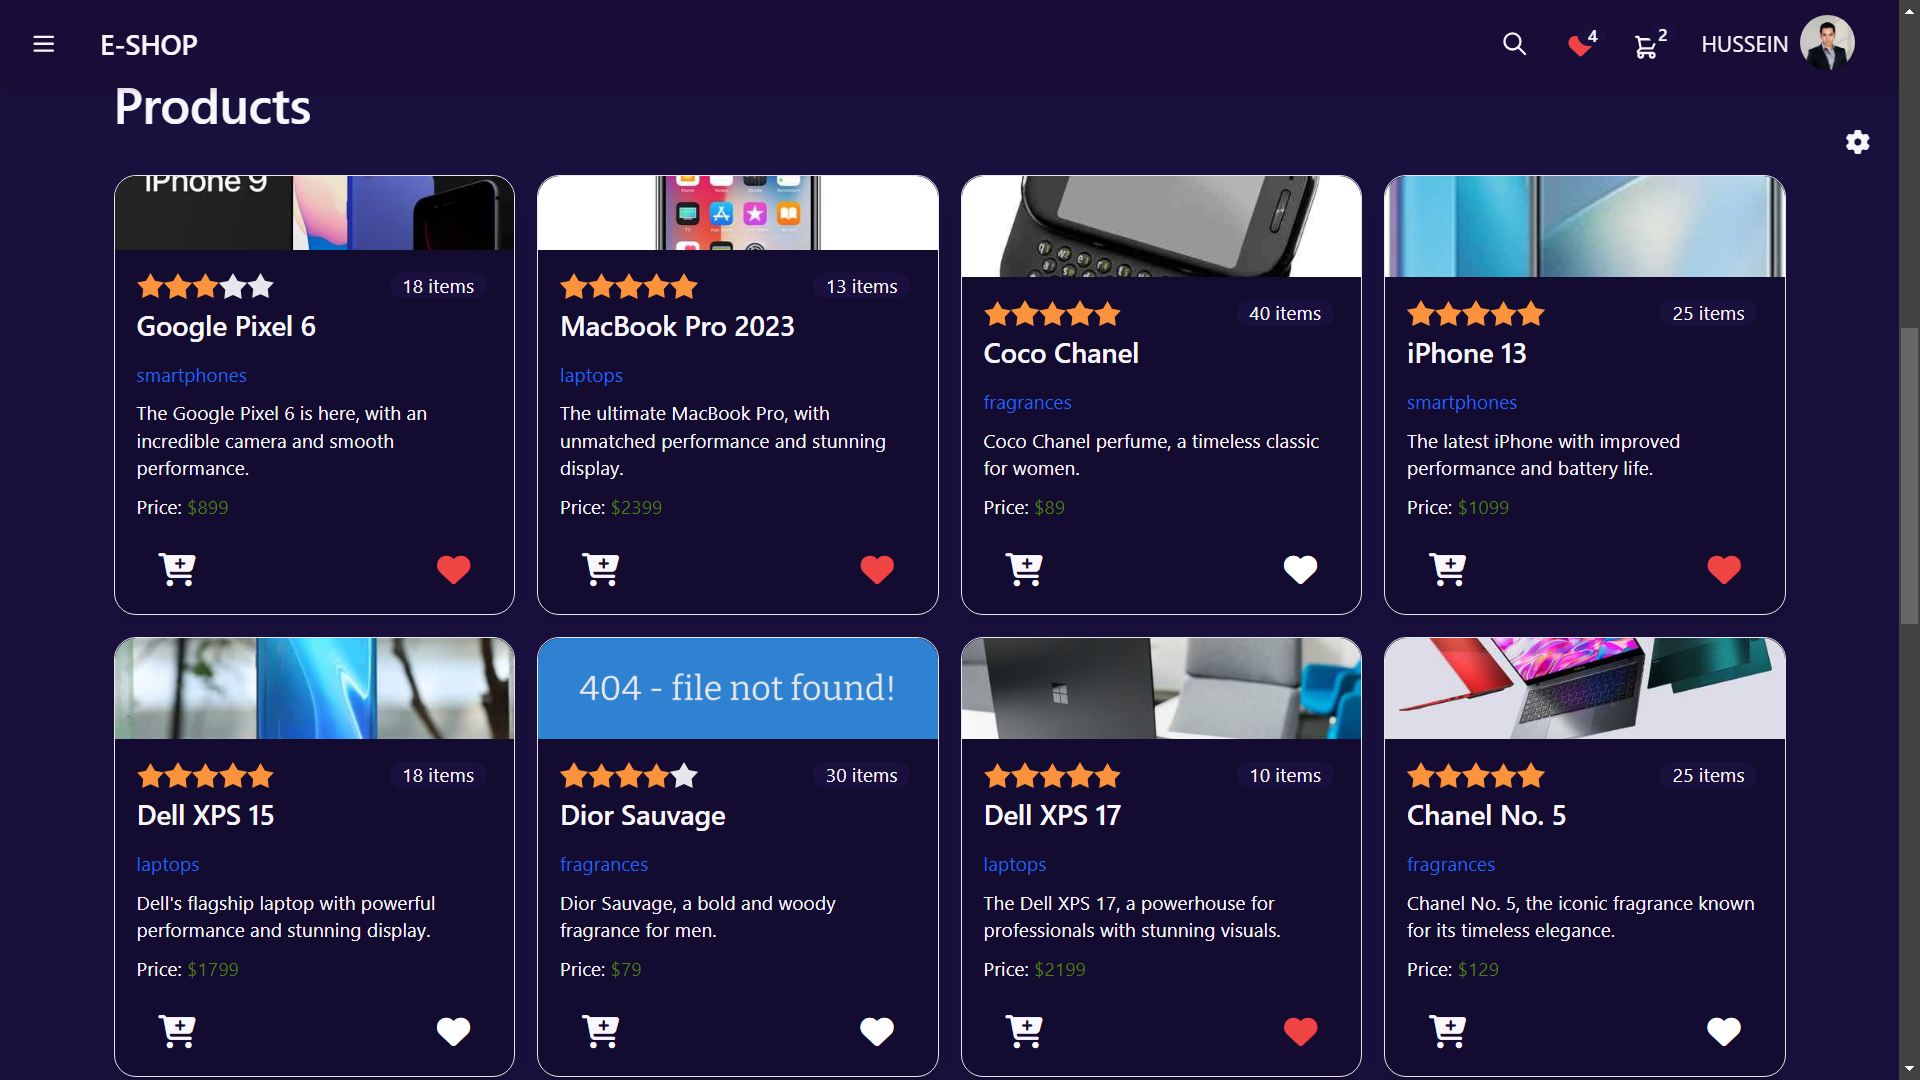 E-SHOP
4
2
HUSSEIN
Products
iPhone 9
18 items
Google Pixel 6
smartphones
The Google Pixel 6 is here, with an
incredible camera and smooth
performance.
Price: $899
13 items
MacBook Pro 2023
laptops
The ultimate MacBook Pro, with
unmatched performance and stunning
display.
Price: $2399
40 items
Coco Chanel
fragrances
Coco Chanel perfume, a timeless classic
for women.
Price: $89
25 items
iPhone 13
smartphones
The latest iPhone with improved
performance and battery life.
Price: $1099
18 items
Dell XPS 15
laptops
Dell's flagship laptop with powerful
performance and stunning display.
Price: $1799
404 - file not found!
30 items
Dior Sauvage
fragrances
Dior Sauvage, a bold and woody
fragrance for men.
Price: $79
10 items
Dell XPS 17
laptops
The Dell XPS 17, a powerhouse for
professionals with stunning visuals.
Price: $2199
25 items
Chanel No. 5
fragrances
Chanel No. 5, the iconic fragrance known
for its timeless elegance.
Price: $129